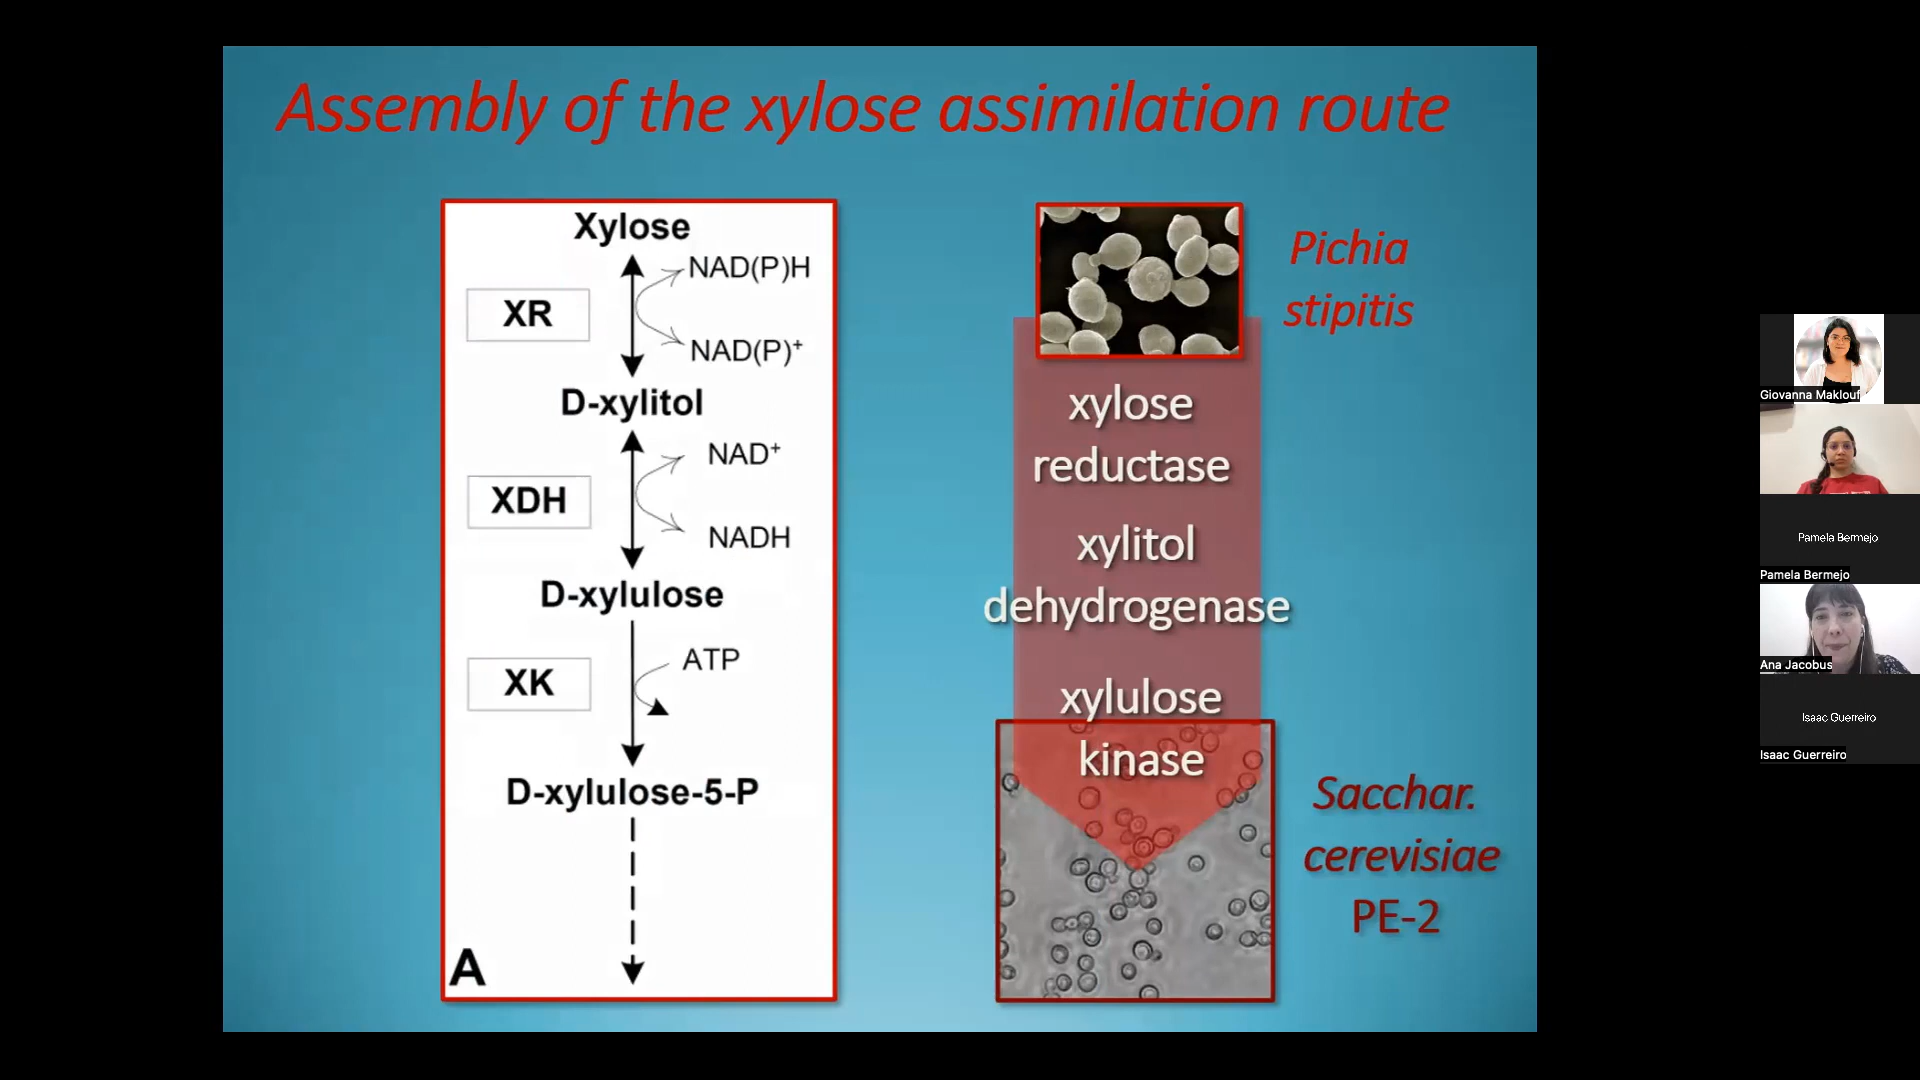 Assembly of the xylose assimilation route
Xylose
NAD(P)H
XR
NAD(P)⁺
D-xylitol
NAD⁺
XDH
NADH
D-xylulose
ATP
XK
D-xylulose-5-P
A
Pichia
stipitis
xylose
reductase
xylitol
dehydrogenase
xylulose
kinase
Sacchar.
cerevisiae
PE-2
Giovanna Maklouf
Pamela Bermejo
Pamela Bermejo
Ana Jacobus
Isaac Guerreiro
Isaac Guerreiro